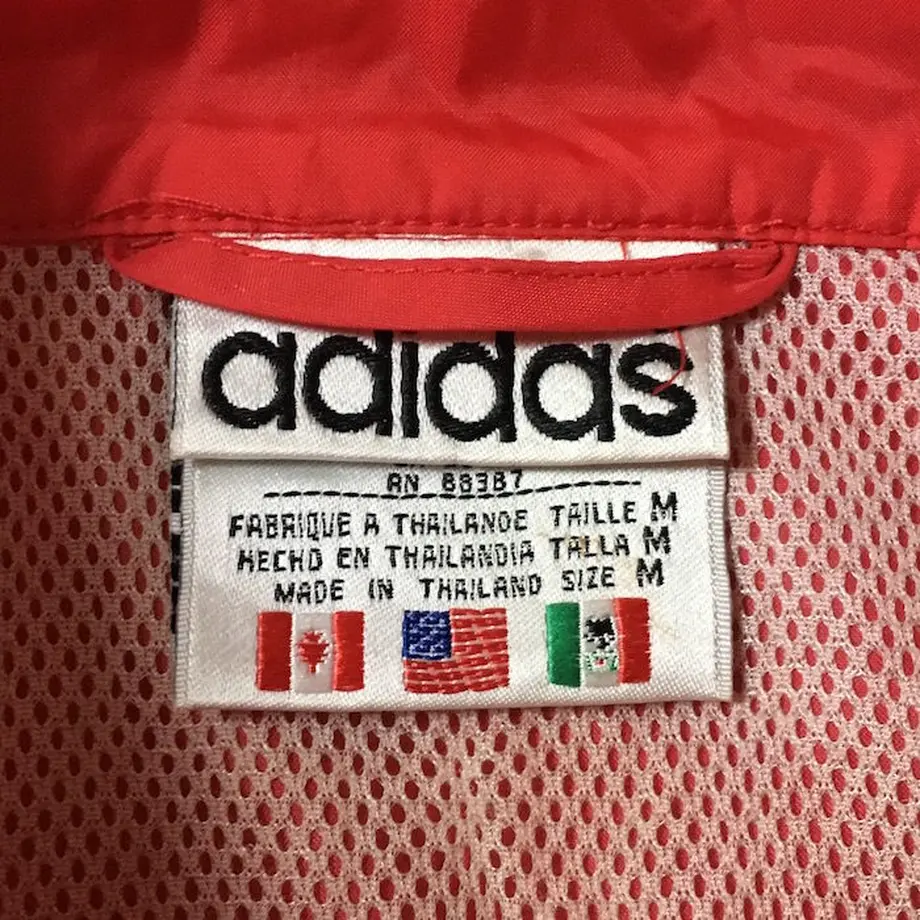 adidas
RN 88387
FABRIQUE A THAILANDE TAILLE M
HECHO EN THAILANDIA TALLA M
MADE IN THAILAND SIZE M